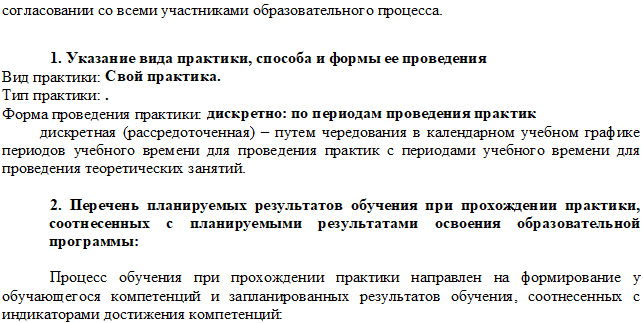 согласовании со всеми участниками образовательного процесса.
1. Указание вида практики, способа и формы ее проведения
Вид практики: Свой практика.
Тип практики: .
Форма проведения практики: дискретно: по периодам проведения практик
дискретная (рассредоточенная) – путем чередования в календарном учебном графике
периодов учебного времени для проведения практик с периодами учебного времени для
проведения теоретических занятий.
2. Перечень планируемых результатов обучения при прохождении практики,
соотнесенных с планируемыми результатами освоения образовательной
программы:
Процесс обучения при прохождении практики направлен на формирование у
обучающегося компетенций и запланированных результатов обучения, соотнесенных с
индикаторами достижения компетенций: